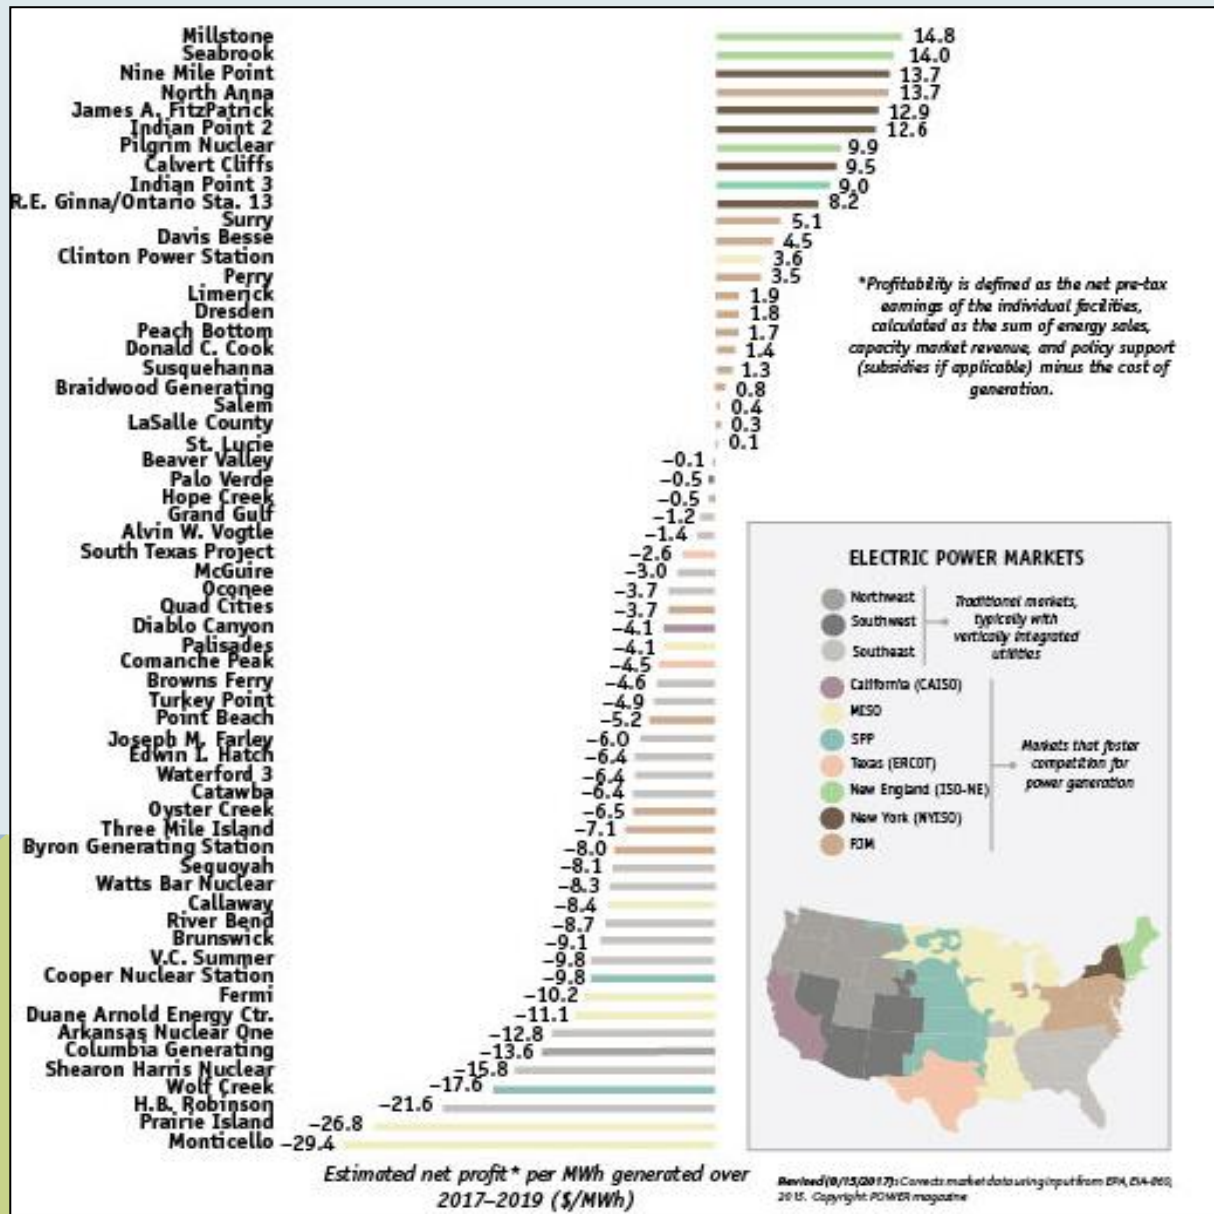 Millstone 14.8
Seabrook 14.0
Nine Mile Point 13.7
North Anna 13.7
James A. FitzPatrick 12.9
Indian Point 2 12.6
Pilgrim Nuclear 9.9
Calvert Cliffs 9.5
Indian Point 3 9.0
R.E. Ginna/Ontario Sta. 13 8.2
Surry 5.1
Davis Besse 4.5
Clinton Power Station 3.6
Perry 3.5
Limerick 1.9
Dresden 1.8
Peach Bottom 1.7
Donald C. Cook 1.4
Susquehanna 1.3
Braidwood Generating 0.8
Salem 0.4
LaSalle County 0.3
St. Lucie 0.1
Beaver Valley –0.1
Palo Verde –0.5
Hope Creek –0.5
Grand Gulf –1.2
Alvin W. Vogtle –1.4
South Texas Project –2.6
McGuire –3.0
Oconee –3.7
Quad Cities –3.7
Diablo Canyon –4.1
Palisades –4.1
Comanche Peak –4.5
Browns Ferry –4.6
Turkey Point –4.9
Point Beach –5.2
Joseph M. Farley –6.0
Edwin I. Hatch –6.4
Waterford 3 –6.4
Catawba –6.4
Oyster Creek –6.5
Three Mile Island –7.1
Byron Generating Station –8.0
Sequoyah –8.1
Watts Bar Nuclear –8.3
Callaway –8.4
River Bend –8.7
Brunswick –9.1
V.C. Summer –9.8
Cooper Nuclear Station –9.8
Fermi –10.2
Duane Arnold Energy Ctr. –11.1
Arkansas Nuclear One –12.8
Columbia Generating –13.6
Shearon Harris Nuclear –15.8
Wolf Creek –17.6
H.B. Robinson –21.6
Prairie Island –26.8
Monticello –29.4
Estimated net profit* per MWh generated over
2017–2019 ($/MWh)
*Profitability is defined as the net pre-tax
earnings of the individual facilities,
calculated as the sum of energy sales,
capacity market revenue, and policy support
(subsidies if applicable) minus the cost of
generation.
ELECTRIC POWER MARKETS
Northwest
Southwest
Southeast
Traditional markets,
typically with
vertically integrated
utilities
California (CAISO)
MISO
SPP
Texas (ERCOT)
New England (ISO-NE)
New York (NYISO)
PJM
Markets that foster
competition for
power generation
Revised (8/15/2017): Corrects market data using input from EPA, EIA-860,
2015. Copyright: POWER magazine